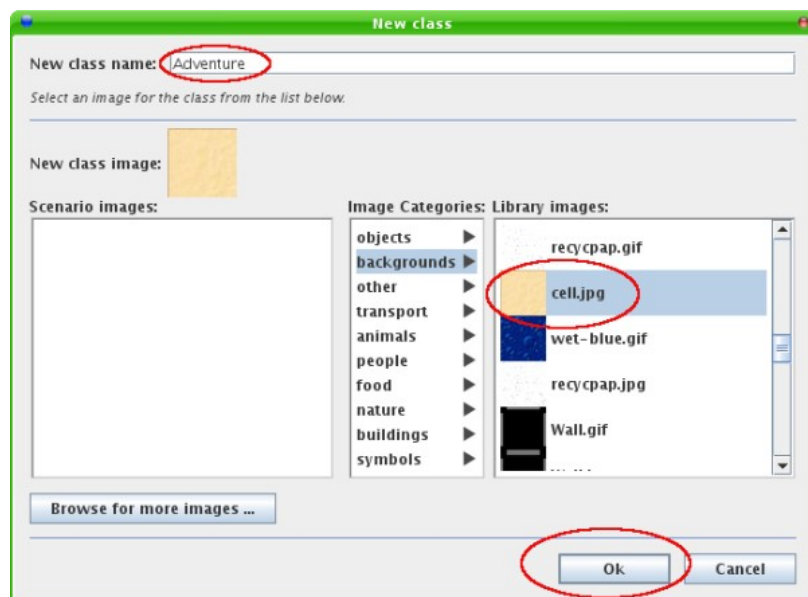 New class
New class name: Adventure
Select an image for the class from the list below.
New class image:
Scenario images:
Image Categories:
objects
backgrounds
other
transport
animals
people
food
nature
buildings
symbols
Library images:
recycpap.gif
cell.jpg
wet-blue.gif
recycpap.jpg
Wall.gif
Browse for more images ...
Ok
Cancel